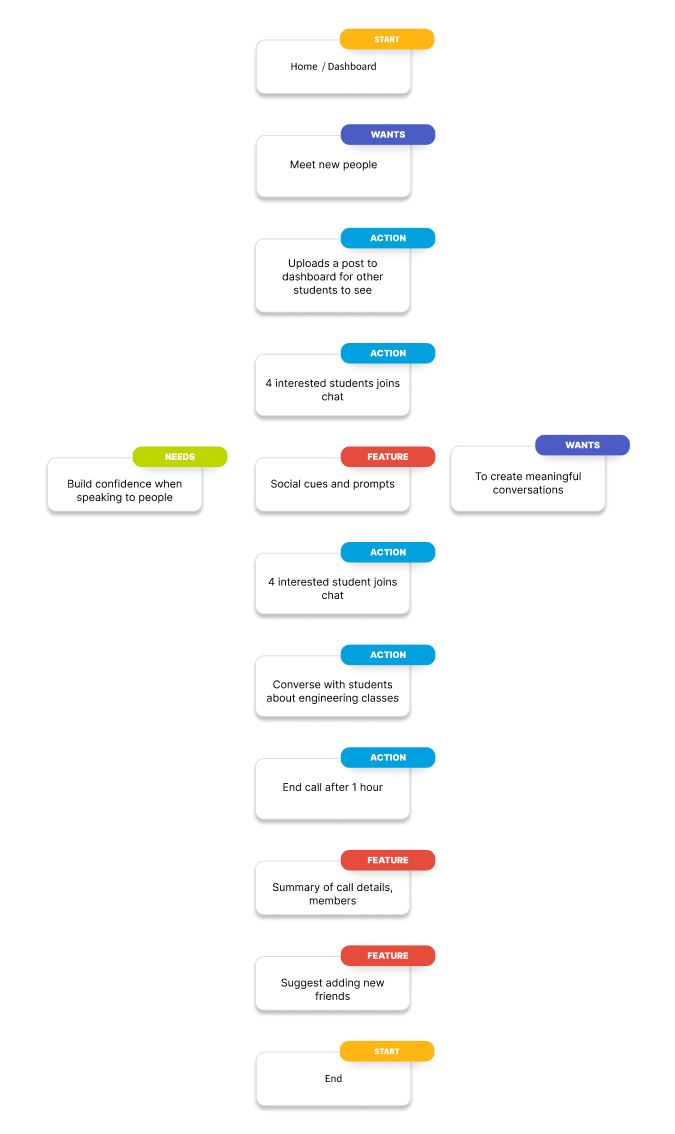 START
Home / Dashboard
WANTS
Meet new people
ACTION
Uploads a post to
dashboard for other
students to see
ACTION
4 interested students joins
chat
NEEDS
Build confidence when
speaking to people
FEATURE
Social cues and prompts
WANTS
To create meaningful
conversations
ACTION
4 interested student joins
chat
ACTION
Converse with students
about engineering classes
ACTION
End call after 1 hour
FEATURE
Summary of call details,
members
FEATURE
Suggest adding new
friends
START
End